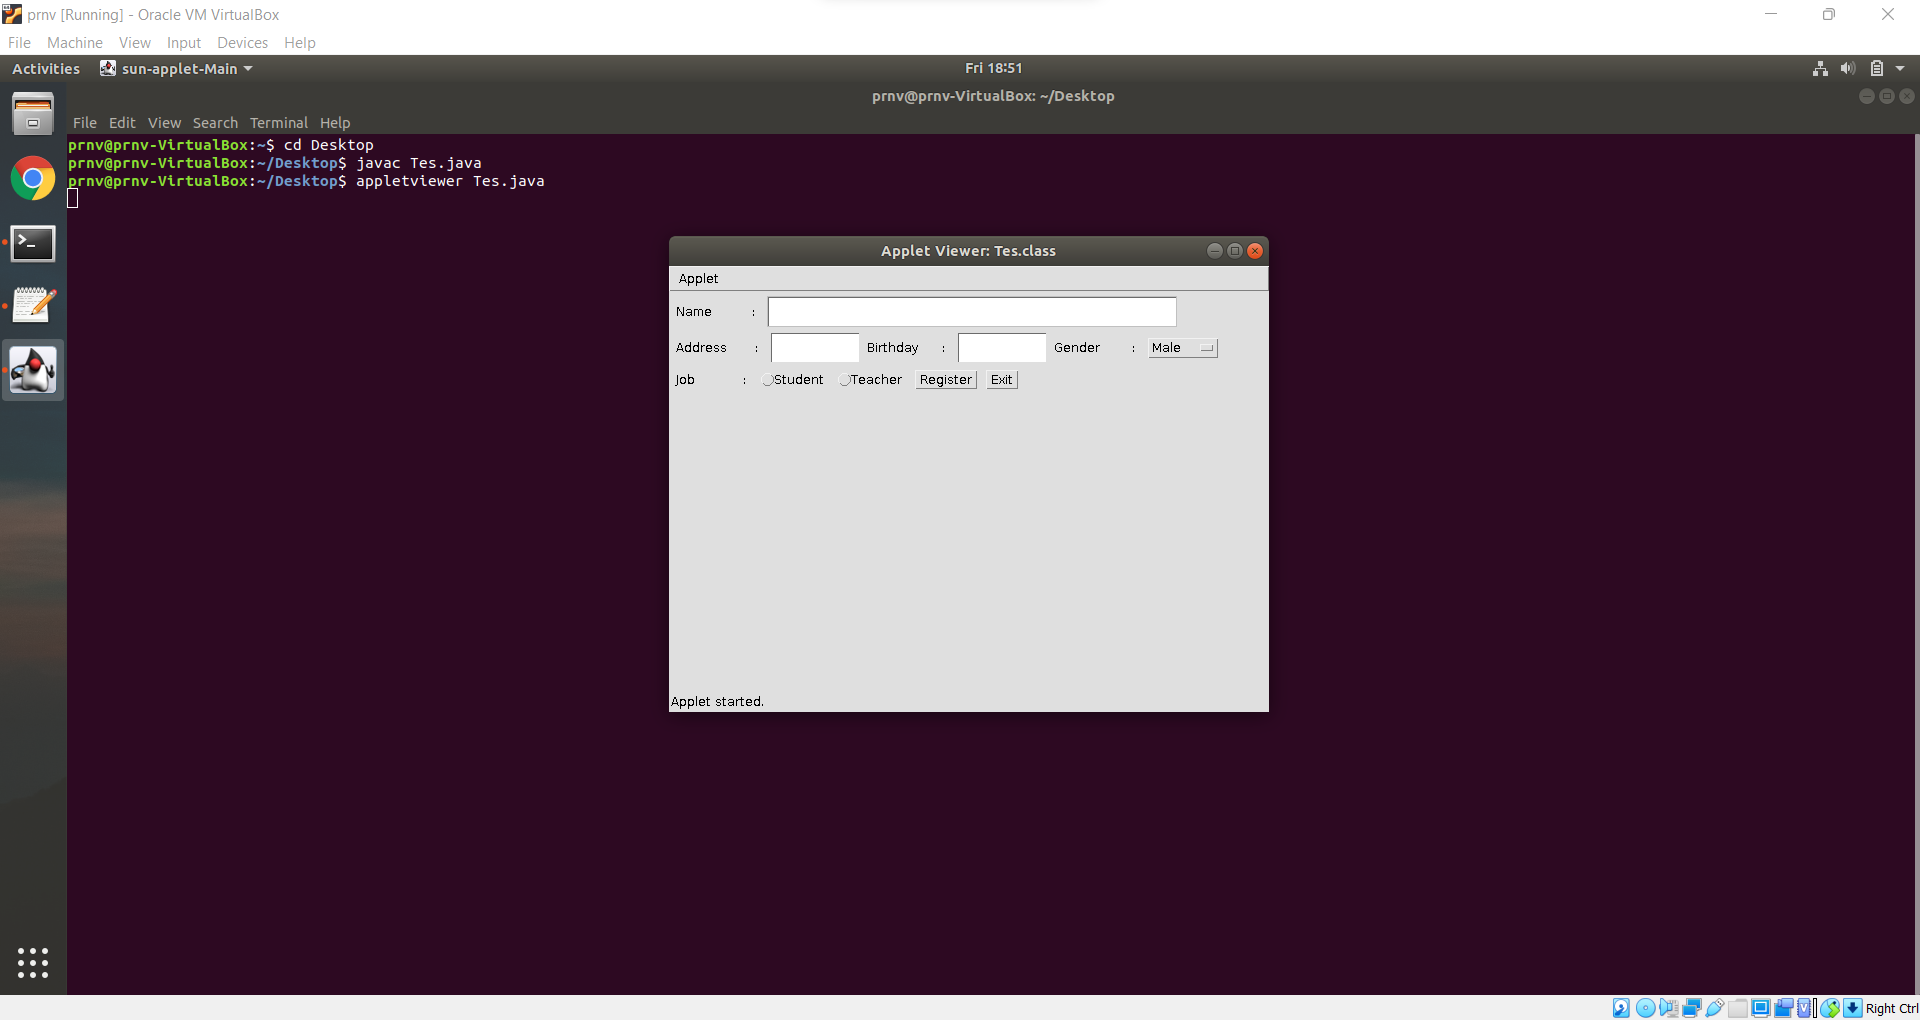 prnv [Running] - Oracle VM VirtualBox
File Machine View Input Devices Help
Activities sun-applet-Main Fri 18:51
prnv@prnv-VirtualBox: ~/Desktop
File Edit View Search Terminal Help
prnv@prnv-VirtualBox:~$ cd Desktop
prnv@prnv-VirtualBox:~/Desktop$ javac Tes.java
prnv@prnv-VirtualBox:~/Desktop$ appletviewer Tes.java
Applet Viewer: Tes.class
Applet
Name :
Address : Birthday : Gender : Male
Job : Student Teacher Register Exit
Applet started.
Right Ctrl